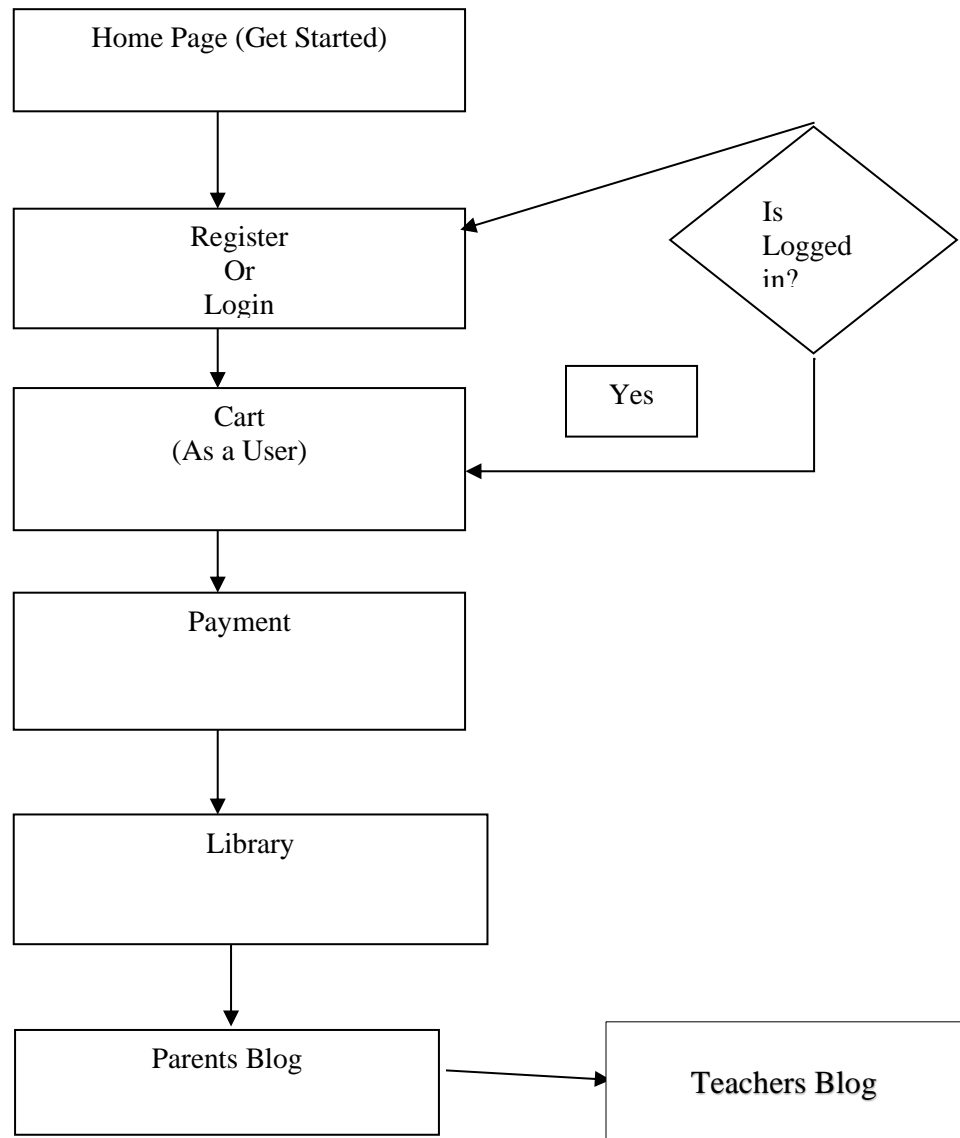 Home Page (Get Started)
Register
Or
Login
Is
Logged
in?
Yes
Cart
(As a User)
Payment
Library
Parents Blog
Teachers Blog